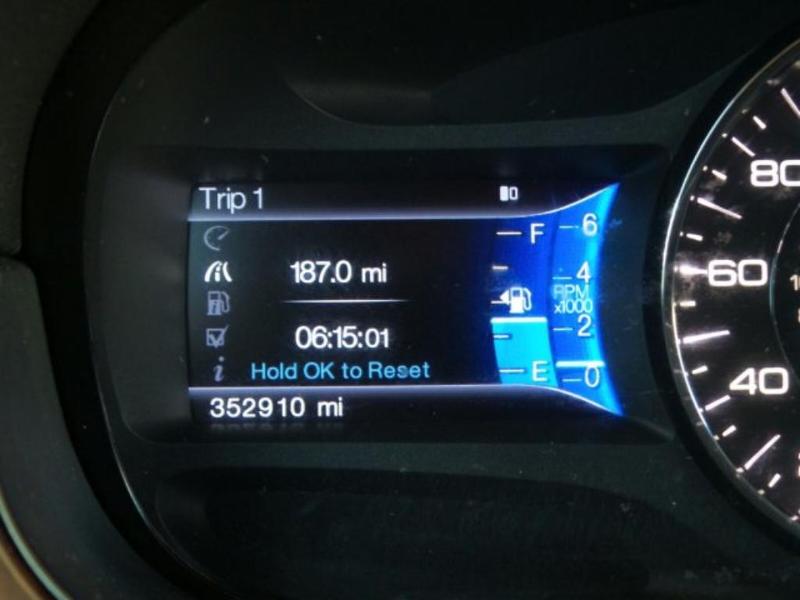 Trip 1
187.0 mi
06:15:01
Hold OK to Reset
352910 mi
F
E
6
4
RPM
x1000
2
0
80
60
40